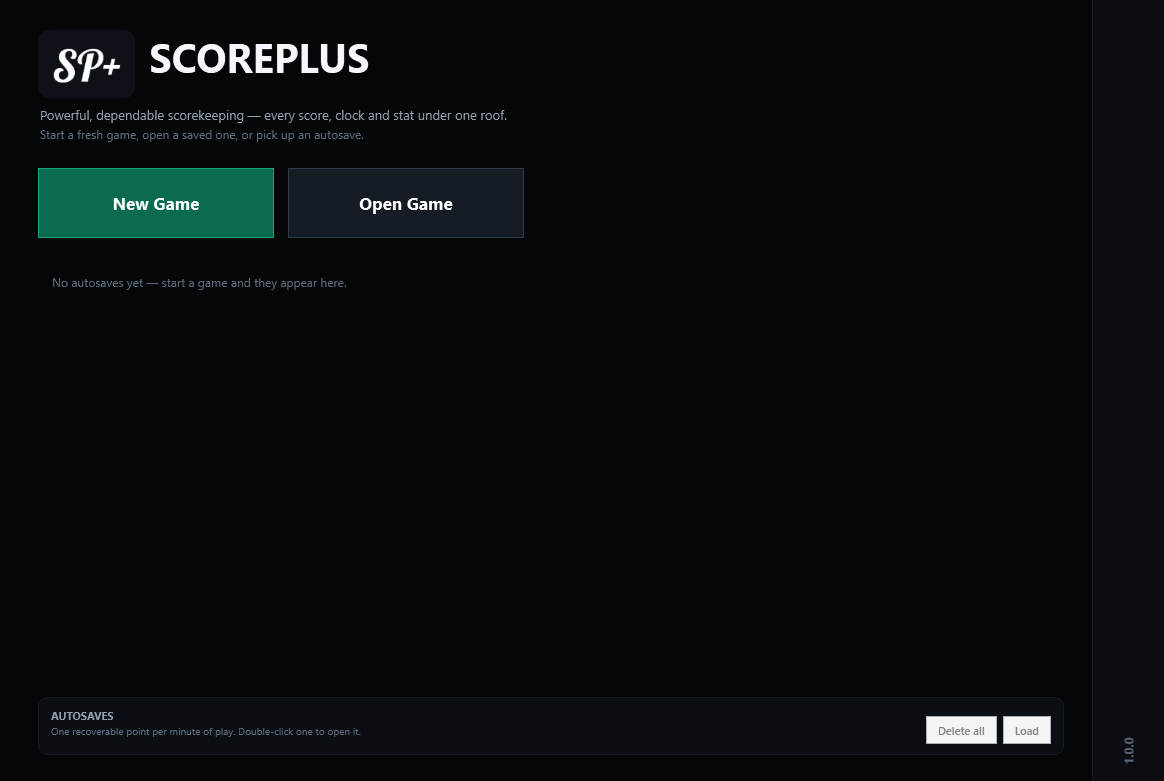 SP+ SCOREPLUS
Powerful, dependable scorekeeping — every score, clock and stat under one roof.
Start a fresh game, open a saved one, or pick up an autosave.
New Game
Open Game
No autosaves yet — start a game and they appear here.
AUTOSAVES
One recoverable point per minute of play. Double-click one to open it.
Delete all
Load
1.0.0